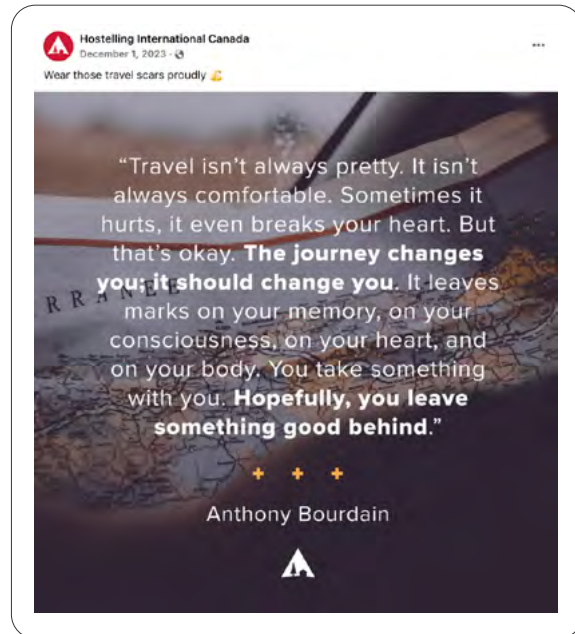 Hostelling International Canada
December 1, 2023 ·
...
Wear those travel scars proudly
“Travel isn’t always pretty. It isn’t
always comfortable. Sometimes it
hurts, it even breaks your heart. But
that’s okay. The journey changes
you; it should change you. It leaves
RRANEE
marks on your memory, on your
consciousness, on your heart, and
on your body. You take something
with you. Hopefully, you leave
something good behind.”
Anthony Bourdain